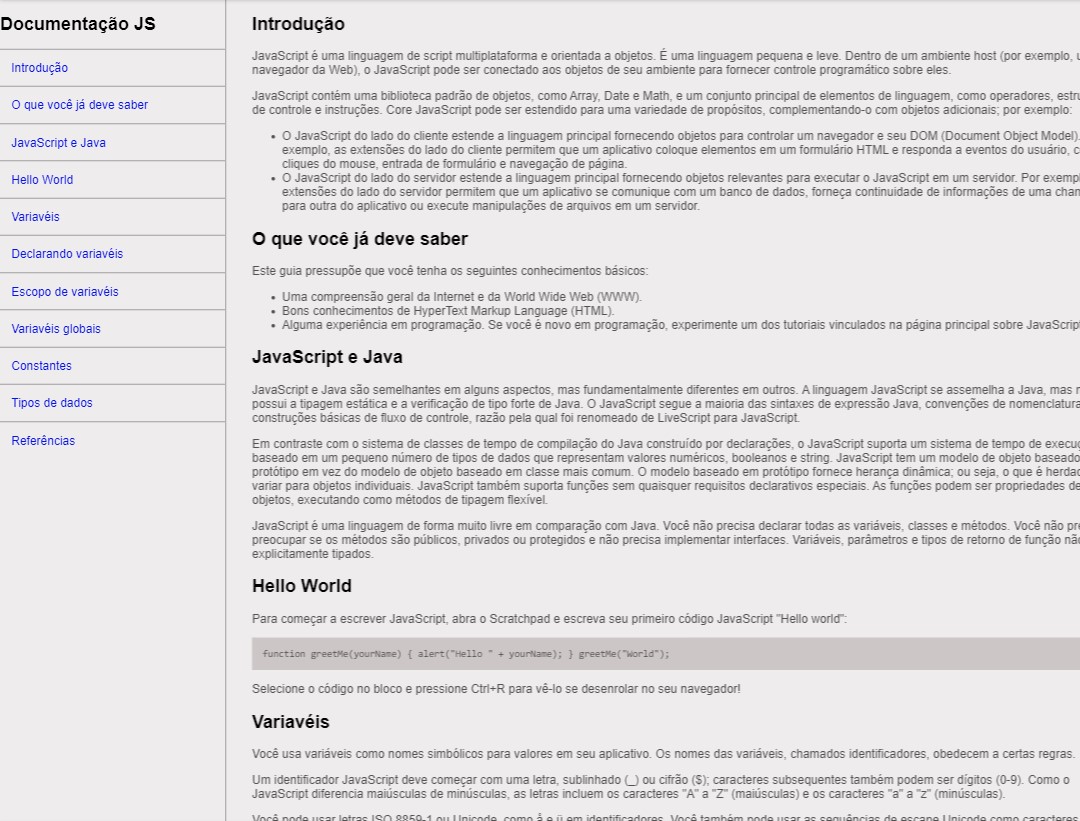 Documentação JS
Introdução
O que você já deve saber
JavaScript e Java
Hello World
Variavéis
Declarando variavéis
Escopo de variavéis
Variavéis globais
Constantes
Tipos de dados
Referências
Introdução
JavaScript é uma linguagem de script multiplataforma e orientada a objetos. É uma linguagem pequena e leve. Dentro de um ambiente host (por exemplo,
navegador da Web), o JavaScript pode ser conectado aos objetos de seu ambiente para fornecer controle programático sobre eles.
JavaScript contém uma biblioteca padrão de objetos, como Array, Date e Math, e um conjunto principal de elementos de linguagem, como operadores,
de controle e instruções. Core JavaScript pode ser estendido para uma variedade de propósitos, complementando-o com objetos adicionais; por exemplo:
• O JavaScript do lado do cliente estende a linguagem principal fornecendo objetos para controlar um navegador e seu DOM (Document Object Model).
exemplo, as extensões do lado do cliente permitem que um aplicativo coloque elementos em um formulário HTML e responda a eventos do usuário,
cliques do mouse, entrada de formulário e navegação de página.
• O JavaScript do lado do servidor estende a linguagem principal fornecendo objetos relevantes para executar o JavaScript em um servidor. Por
extensões do lado do servidor permitem que um aplicativo se comunique com um banco de dados, forneça continuidade de informações de uma
para outra do aplicativo ou execute manipulações de arquivos em um servidor.
O que você já deve saber
Este guia pressupõe que você tenha os seguintes conhecimentos básicos:
• Uma compreensão geral da Internet e da World Wide Web (WWW).
• Bons conhecimentos de HyperText Markup Language (HTML).
• Alguma experiência em programação. Se você é novo em programação, experimente um dos tutoriais vinculados na página principal sobre JavaScript
JavaScript e Java
JavaScript e Java são semelhantes em alguns aspectos, mas fundamentalmente diferentes em outros. A linguagem JavaScript se assemelha a Java, mas
possui a tipagem estática e a verificação de tipo forte de Java. O JavaScript segue a maioria das sintaxes de expressão Java, convenções de nomenclatura
construções básicas de fluxo de controle, razão pela qual foi renomeado de LiveScript para JavaScript.
Em contraste com o sistema de classes de tempo de compilação do Java construído por declarações, o JavaScript suporta um sistema de tempo de
baseado em um pequeno número de tipos de dados que representam valores numéricos, booleanos e string. JavaScript tem um modelo de objeto baseado
protótipo em vez do modelo de objeto baseado em classe mais comum. O modelo baseado em protótipo fornece herança dinâmica; ou seja, o que é
variar para objetos individuais. JavaScript também suporta funções sem quaisquer requisitos declarativos especiais. As funções podem ser propriedades de
objetos, executando como métodos de tipagem flexível.
JavaScript é uma linguagem de forma muito livre em comparação com Java. Você não precisa declarar todas as variáveis, classes e métodos. Você não
preocupar se os métodos são públicos, privados ou protegidos e não precisa implementar interfaces. Variáveis, parâmetros e tipos de retorno de função
explicitamente tipados.
Hello World
Para começar a escrever JavaScript, abra o Scratchpad e escreva seu primeiro código JavaScript "Hello world":
function greetMe(yourName) { alert("Hello " + yourName); } greetMe("World");
Selecione o código no bloco e pressione Ctrl+R para vê-lo se desenrolar no seu navegador!
Variavéis
Você usa variáveis como nomes simbólicos para valores em seu aplicativo. Os nomes das variáveis, chamados identificadores, obedecem a certas regras.
Um identificador JavaScript deve começar com uma letra, sublinhado (_) ou cifrão ($); caracteres subsequentes também podem ser dígitos (0-9). Como o
JavaScript diferencia maiúsculas de minúsculas, as letras incluem os caracteres "A" a "Z" (maiúsculas) e os caracteres "a" a "z" (minúsculas).
Você pode usar letras ISO 8859-1 ou Unicode, como å e ü em identificadores. Você também pode usar as sequências de escape Unicode como caracteres